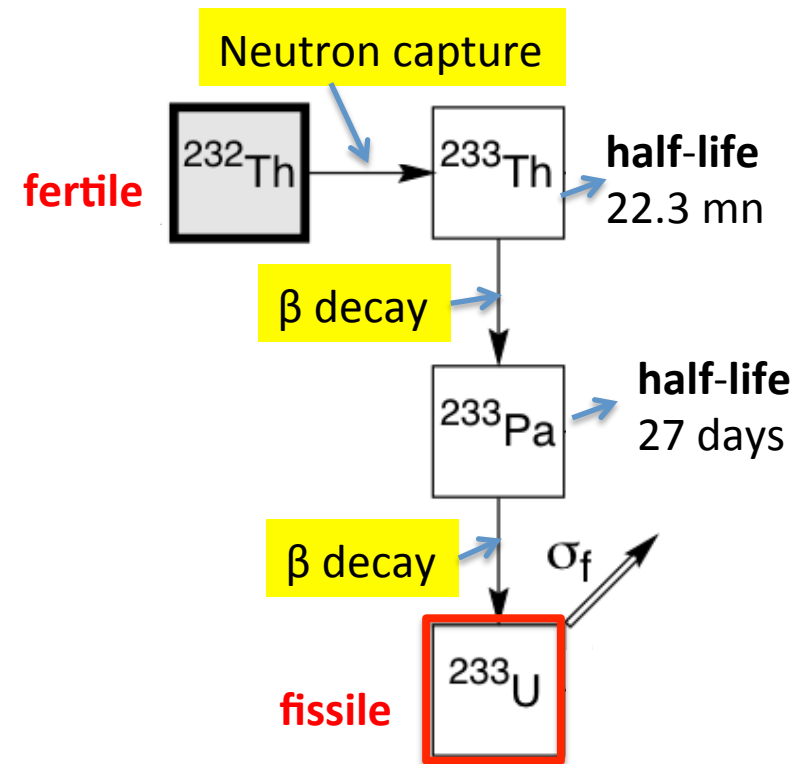 Neutron capture
fertile
²³²Th
²³³Th
half-life
22.3 mn
β decay
²³³Pa
half-life
27 days
β decay
σf
²³³U
fissile